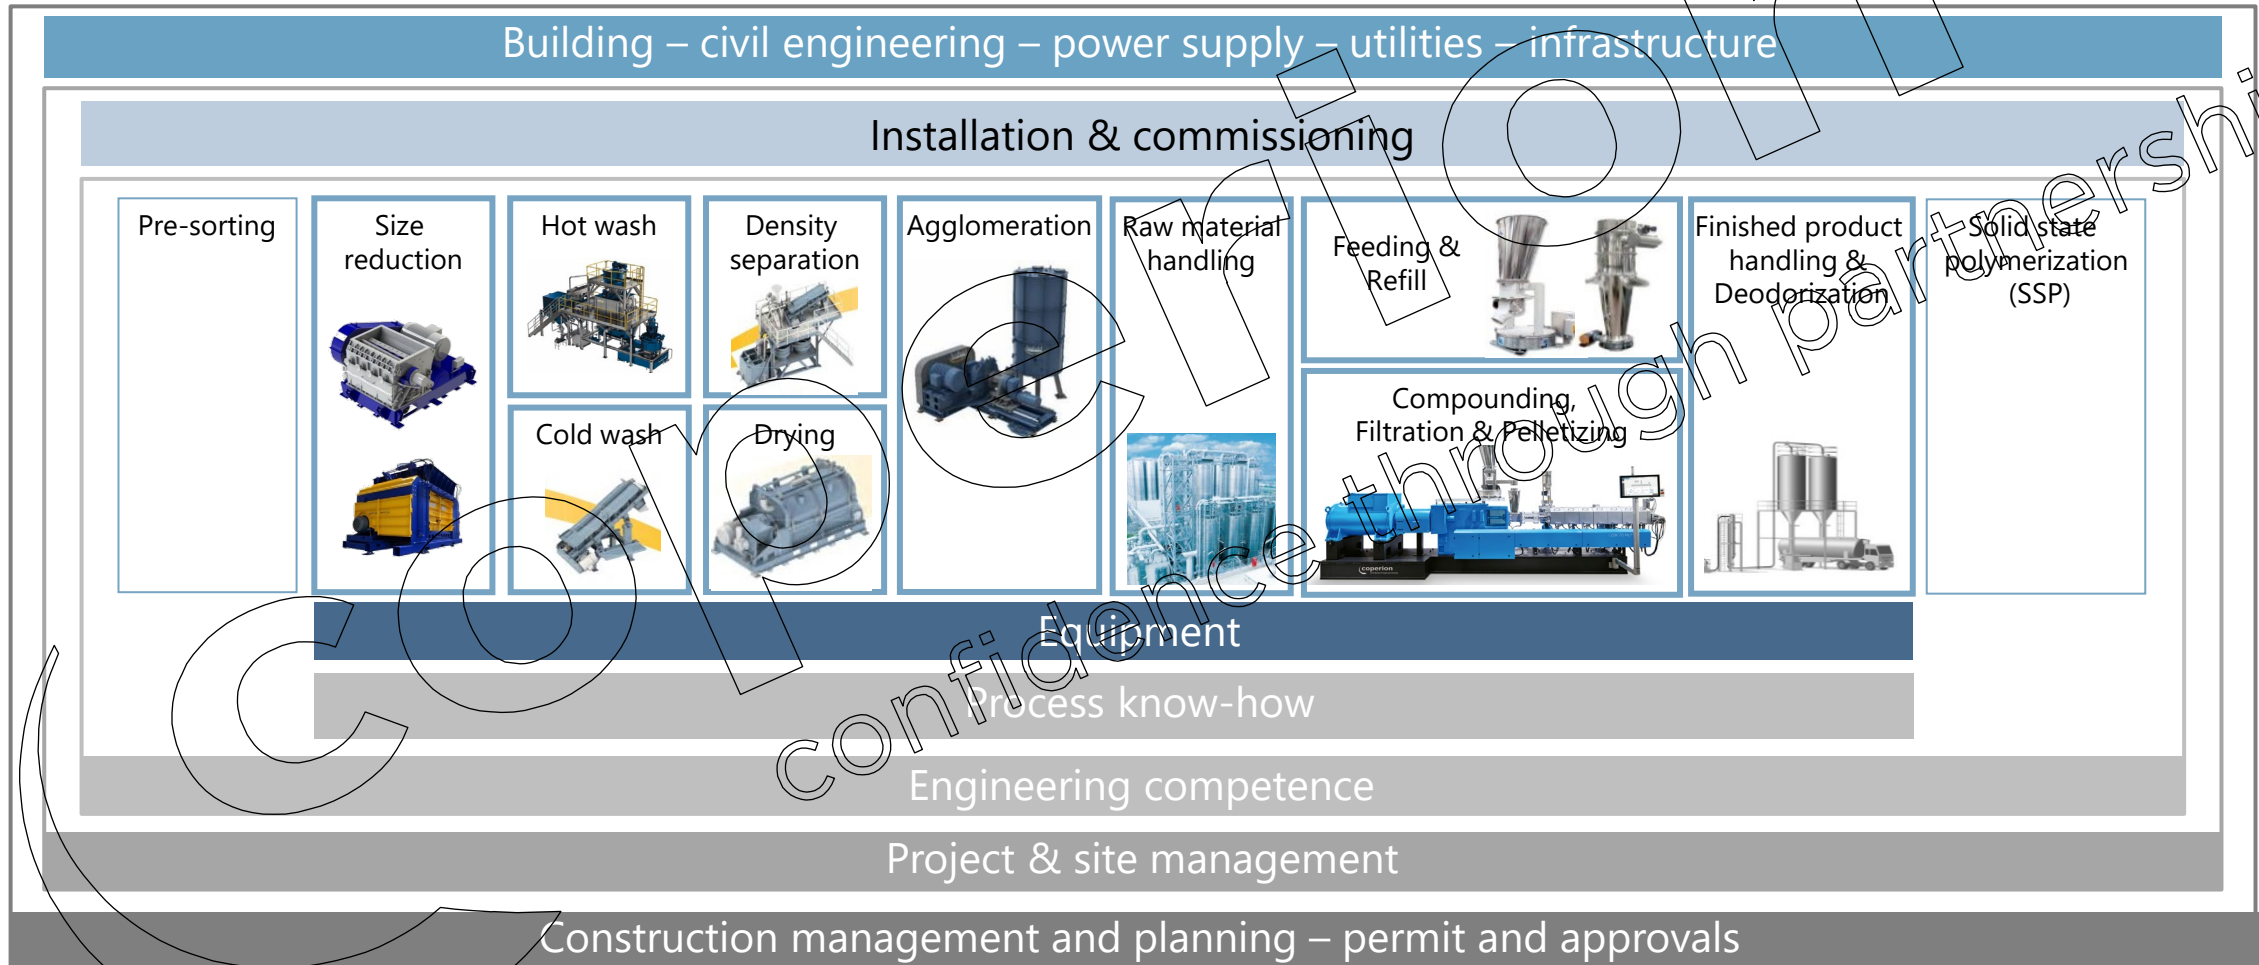 Building – civil engineering – power supply – utilities – infrastructure
Installation & commissioning
Pre-sorting
Size
reduction
Hot wash
Cold wash
Density
separation
Drying
Agglomeration
Raw material
handling
Feeding &
Refill
Compounding,
Filtration & Pelletizing
coperion
Finished product
handling &
Deodorization
Solid state
polymerization
(SSP)
Equipment
Process know-how
Engineering competence
Project & site management
Construction management and planning – permit and approvals
coperion
confidence through partnershi